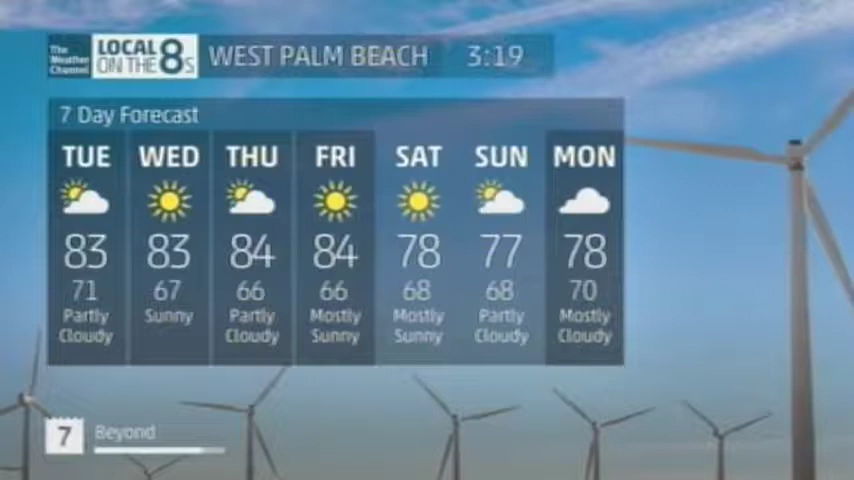 The Weather Channel LOCAL ON THE 8s WEST PALM BEACH 3:19
7 Day Forecast
TUE WED THU FRI SAT SUN MON
83 83 84 84 78 77 78
71 67 66 66 68 68 70
Partly Sunny Partly Mostly Mostly Partly Mostly
Cloudy Cloudy Sunny Sunny Cloudy Cloudy
7 Beyond